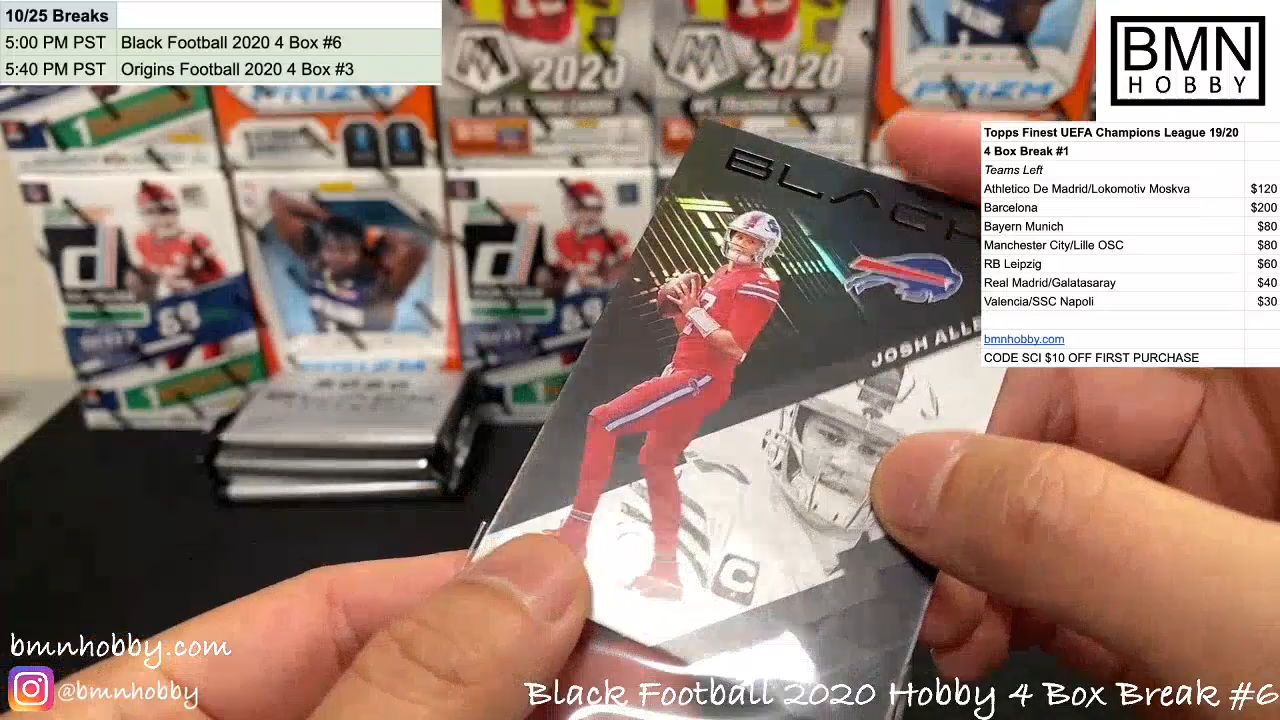 10/25 Breaks
5:00 PM PST Black Football 2020 4 Box #6
5:40 PM PST Origins Football 2020 4 Box #3
BMN
HOBBY
Topps Finest UEFA Champions League 19/20
4 Box Break #1
Teams Left
Athletico De Madrid/Lokomotiv Moskva $120
Barcelona $200
Bayern Munich $80
Manchester City/Lille OSC $80
RB Leipzig $60
Real Madrid/Galatasaray $40
Valencia/SSC Napoli $30
bmnhobby.com
CODE SCI $10 OFF FIRST PURCHASE
PRIZM
2020
2020
PRIZM
BLACK
JOSH ALLE
C
bmnhobby.com
@bmnhobby
Black Football 2020 Hobby 4 Box Break #6